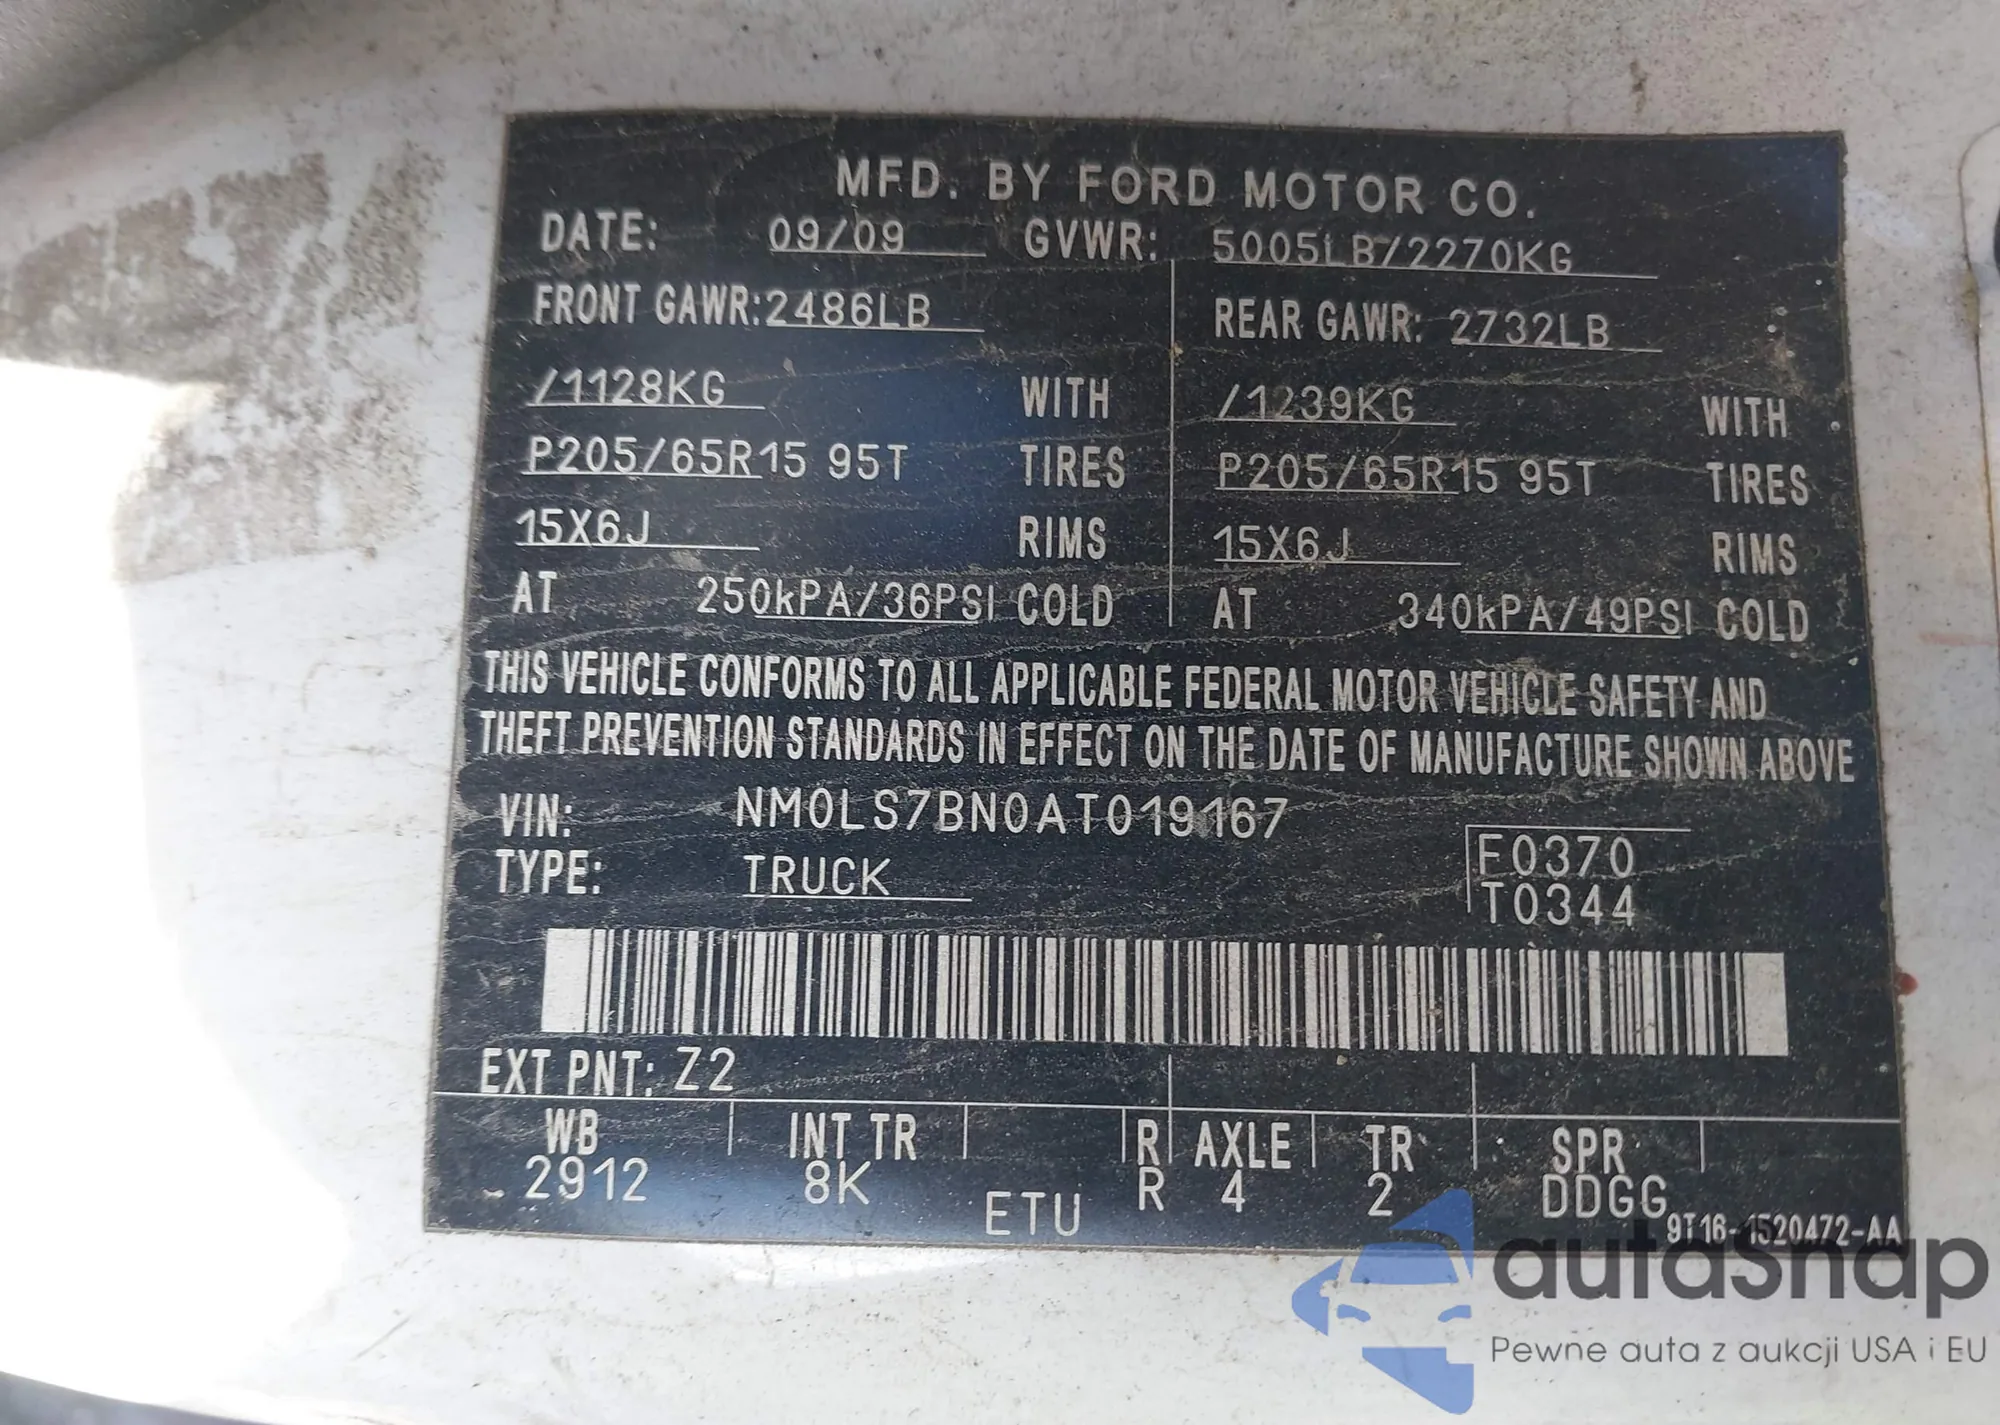 MFD. BY FORD MOTOR CO.
DATE: 09/09 GVWR: 5005LB/2270KG
FRONT GAWR:2486LB REAR GAWR: 2732LB
/1128KG WITH /1239KG WITH
P205/65R15 95T TIRES P205/65R15 95T TIRES
15X6J RIMS 15X6J RIMS
AT 250kPA/36PSI COLD AT 340kPA/49PSI COLD
THIS VEHICLE CONFORMS TO ALL APPLICABLE FEDERAL MOTOR VEHICLE SAFETY AND
THEFT PREVENTION STANDARDS IN EFFECT ON THE DATE OF MANUFACTURE SHOWN ABOVE
VIN: NM0LS7BN0AT019167
TYPE: TRUCK
F0370
T0344
EXT PNT: Z2
WB INT TR R AXLE TR SPR
2912 8K ETU R 4 2 DDGG
9T16-1520472-AA
autasnap
Pewne auta z aukcji USA i EU